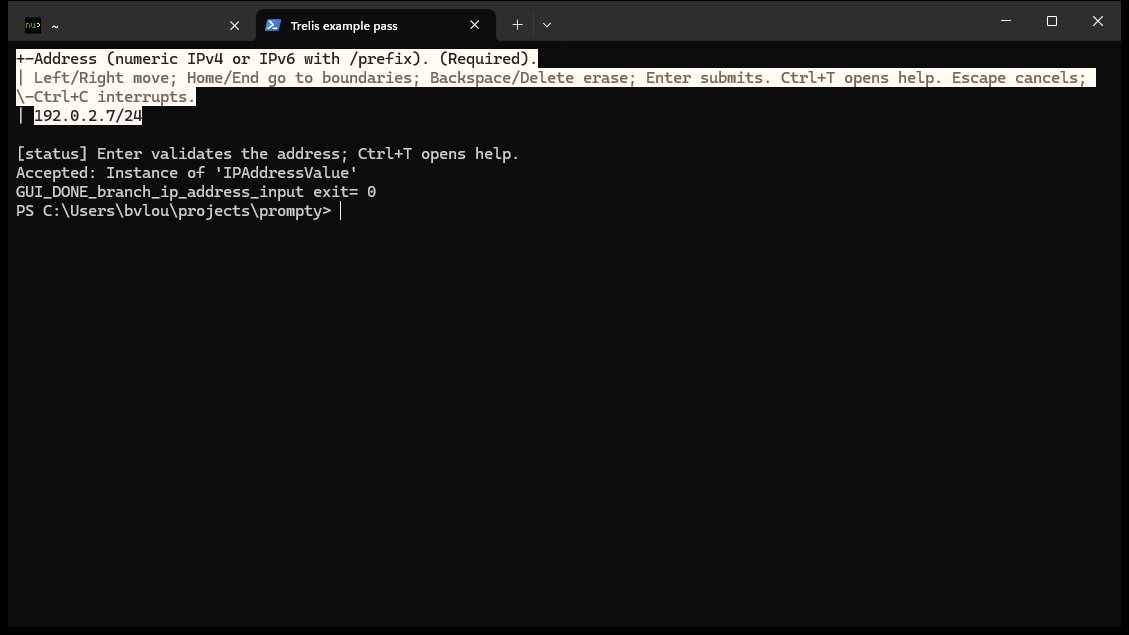 nu> ~
Trelis example pass
+-Address (numeric IPv4 or IPv6 with /prefix). (Required).
| Left/Right move; Home/End go to boundaries; Backspace/Delete erase; Enter submits. Ctrl+T opens help. Escape cancels;
\-Ctrl+C interrupts.
| 192.0.2.7/24
[status] Enter validates the address; Ctrl+T opens help.
Accepted: Instance of 'IPAddressValue'
GUI_DONE_branch_ip_address_input exit= 0
PS C:\Users\bvlou\projects\prompty>